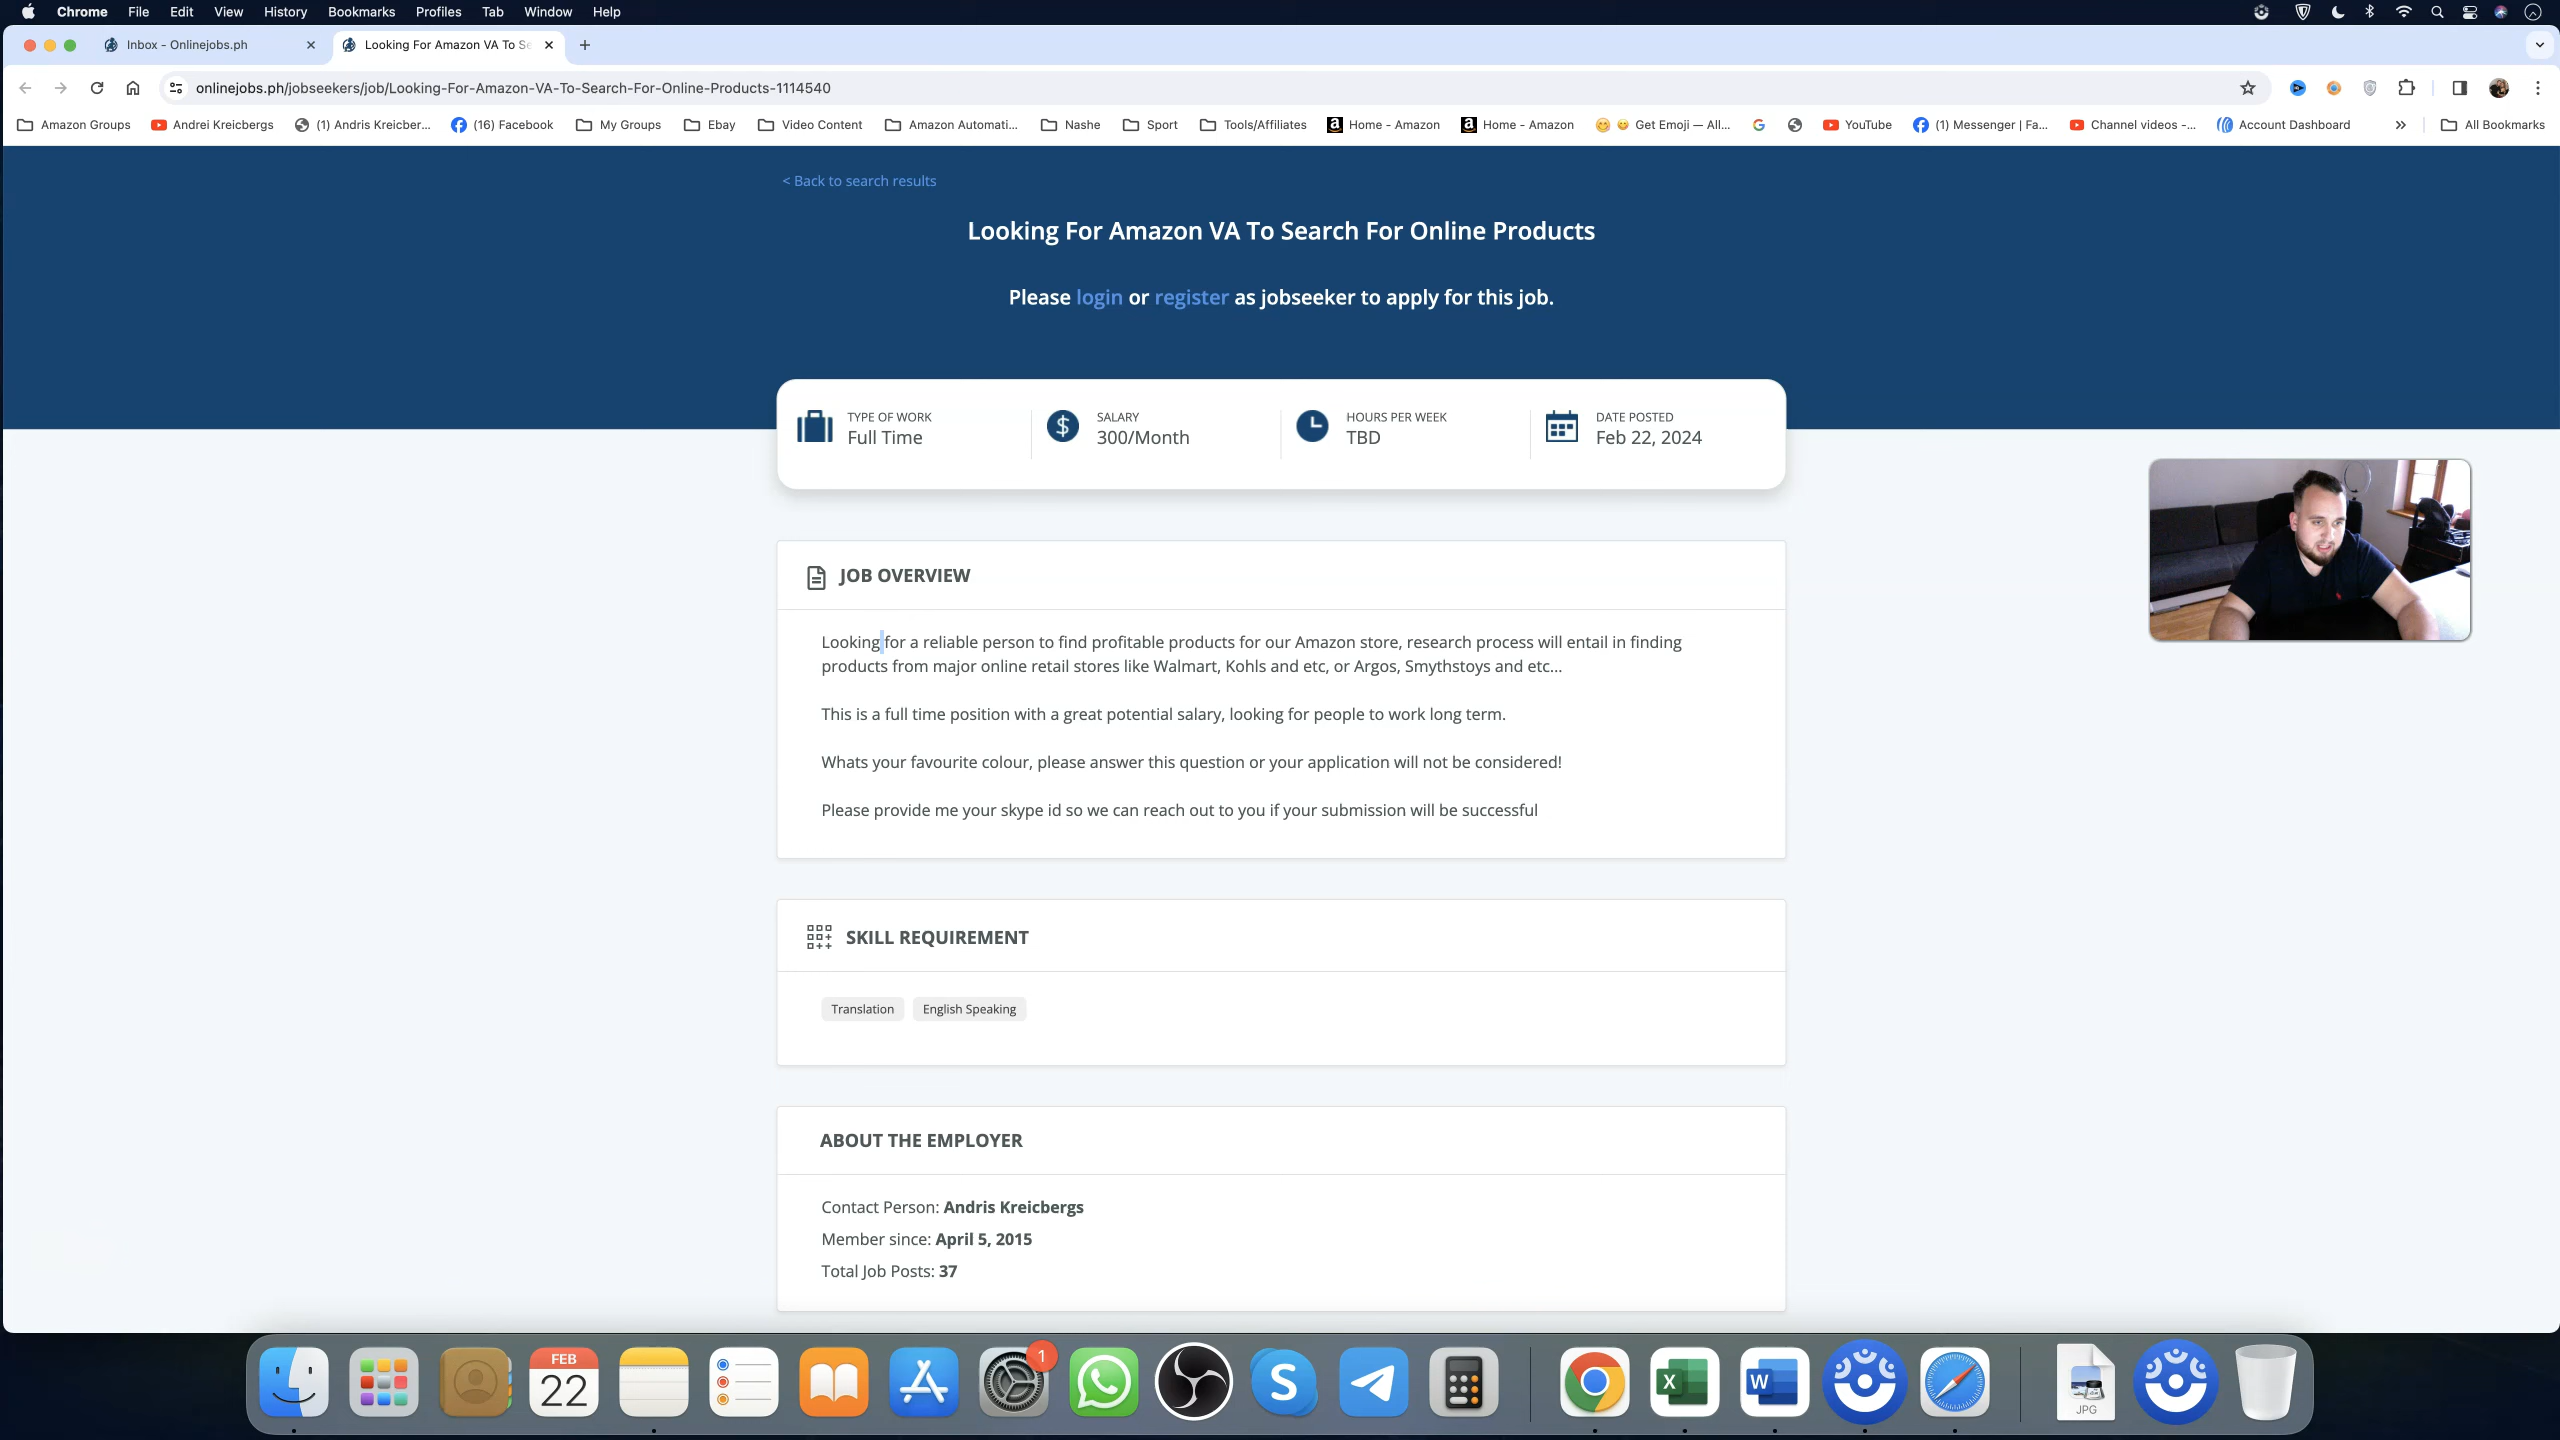 Chrome File Edit View History Bookmarks Profiles Tab Window Help
Inbox - Onlinejobs.ph
Looking For Amazon VA To Se
onlinejobs.ph/jobseekers/job/Looking-For-Amazon-VA-To-Search-For-Online-Products-1114540
Amazon Groups Andrei Kreicbergs (1) Andris Kreicber... (16) Facebook My Groups Ebay Video Content Amazon Automati... Nashe Sport Tools/Affiliates Home - Amazon Home - Amazon Get Emoji — All... YouTube (1) Messenger | Fa... Channel videos -... Account Dashboard » All Bookmarks
< Back to search results
Looking For Amazon VA To Search For Online Products
Please login or register as jobseeker to apply for this job.
TYPE OF WORK
Full Time
SALARY
300/Month
HOURS PER WEEK
TBD
DATE POSTED
Feb 22, 2024
JOB OVERVIEW
Looking for a reliable person to find profitable products for our Amazon store, research process will entail in finding
products from major online retail stores like Walmart, Kohls and etc, or Argos, Smythstoys and etc...
This is a full time position with a great potential salary, looking for people to work long term.
Whats your favourite colour, please answer this question or your application will not be considered!
Please provide me your skype id so we can reach out to you if your submission will be successful
SKILL REQUIREMENT
Translation English Speaking
ABOUT THE EMPLOYER
Contact Person: Andris Kreicbergs
Member since: April 5, 2015
Total Job Posts: 37
FEB
22
1
JPG